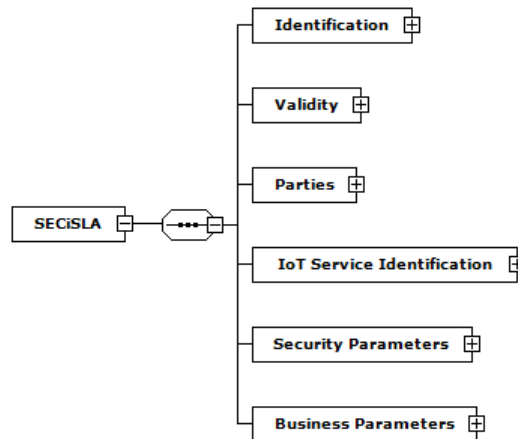 Identification
Validity
Parties
SECiSLA
IoT Service Identification
Security Parameters
Business Parameters